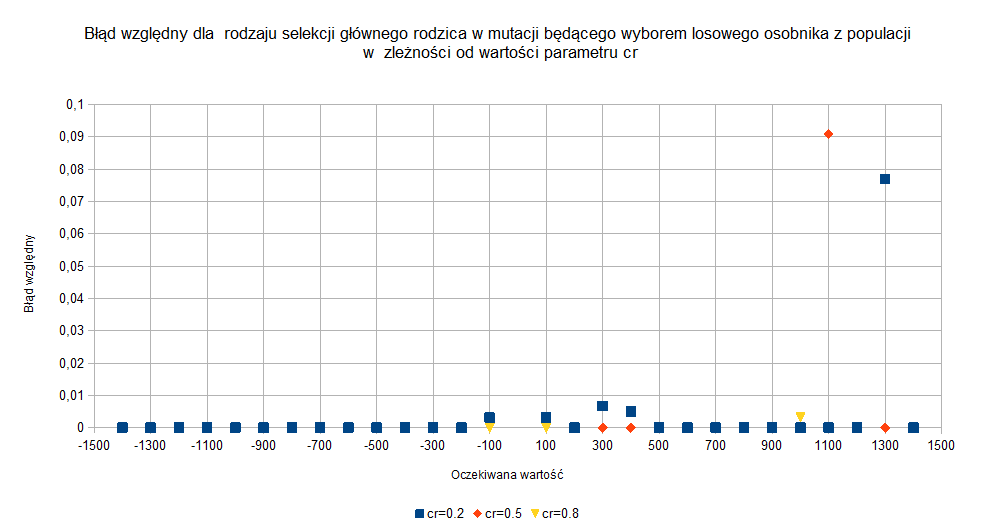 Błąd względny dla  rodzaju selekcji głównego rodzica w mutacji będącego wyborem losowego osobnika z populacji
w  zleżności od wartości parametru cr
0,1
0,09
0,08
0,07
0,06
0,05
0,04
0,03
0,02
0,01
0
Błąd względny
-1500 -1300 -1100 -900 -700 -500 -300 -100 100 300 500 700 900 1100 1300 1500
Oczekiwana wartość
cr=0.2 cr=0.5 cr=0.8